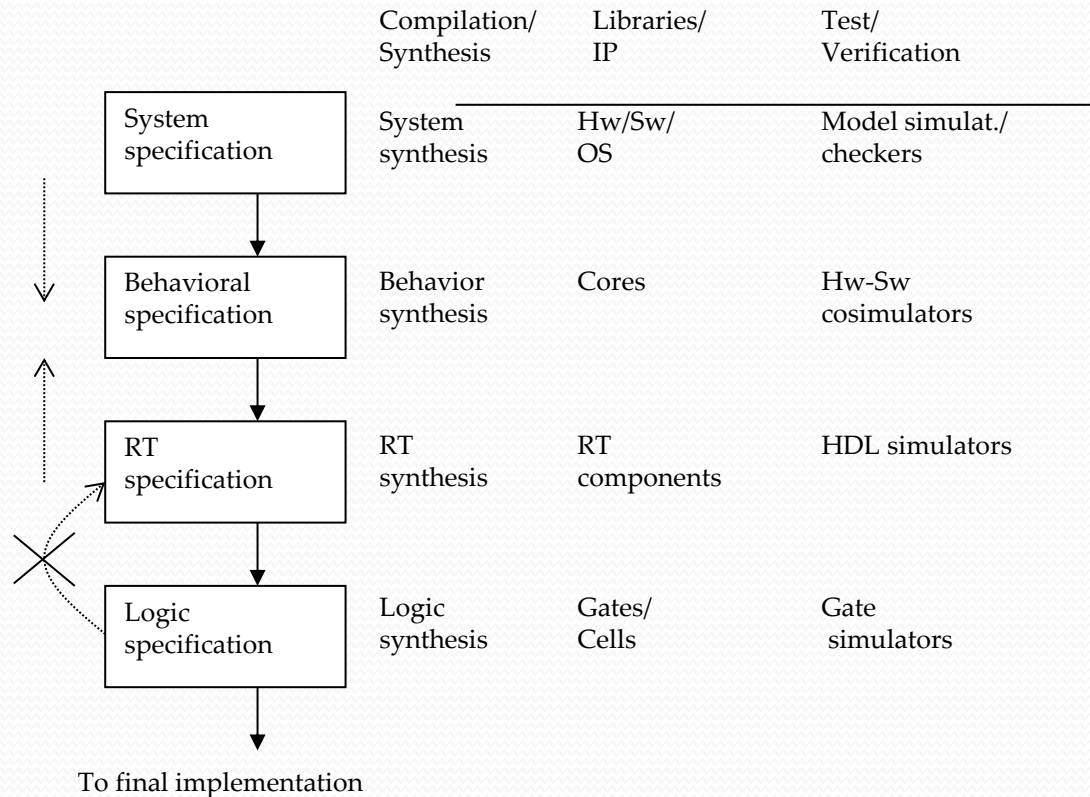 Compilation/
Synthesis
Libraries/
IP
Test/
Verification
System
specification
System
synthesis
Hw/Sw/
OS
Model simulat./
checkers
Behavioral
specification
Behavior
synthesis
Cores
Hw-Sw
cosimulators
RT
specification
RT
synthesis
RT
components
HDL simulators
Logic
specification
Logic
synthesis
Gates/
Cells
Gate
simulators
To final implementation